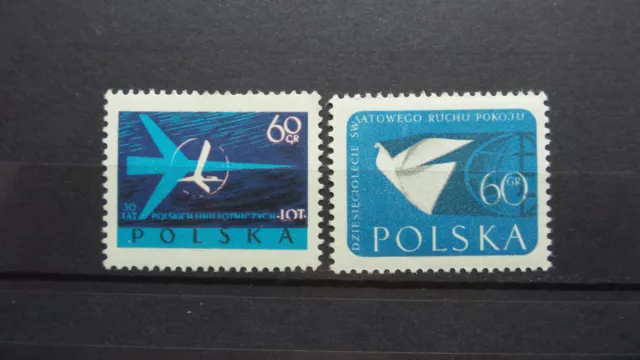 60
GR
30
LAT
POLSKICH LINII LOTNICZYCH
-LOT-
POLSKA
DZIESIĘCIOLECIE ŚWIATOWEGO RUCHU POKOJU
60 GR
POLSKA